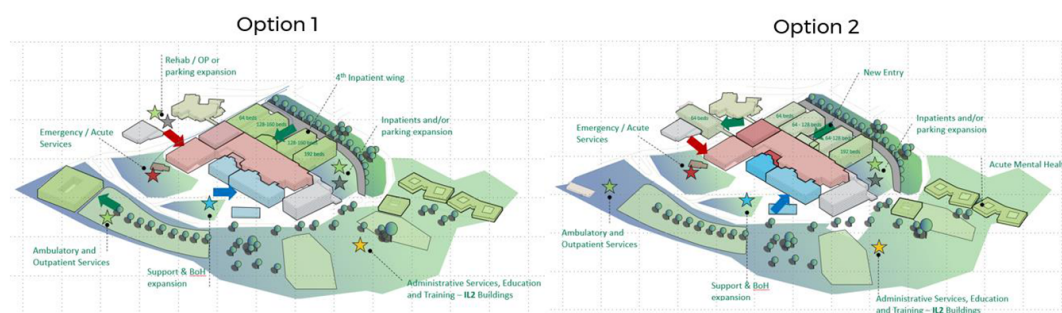 Option 1
Rehab / OP or
parking expansion
4th Inpatient wing
Emergency / Acute
Services
64 beds
128-160 beds
128-160 beds
192 beds
Inpatients and/or
parking expansion
Ambulatory and
Outpatient Services
Support & BoH
expansion
Administrative Services, Education
and Training – IL2 Buildings
Option 2
New Entry
Emergency / Acute
Services
64 beds
64 beds
64 - 128 beds
64-128 beds
192 beds
Inpatients and/or
parking expansion
Acute Mental Heal
Ambulatory and
Outpatient Services
Support & BoH
expansion
Administrative Services, Education
and Training – IL2 Buildings